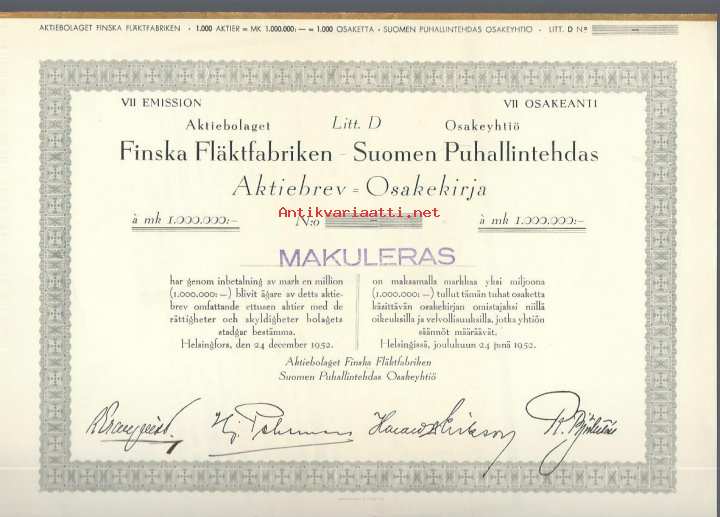 AKTIEBOLAGET FINSKA FLÄKTFABRIKEN • 1.000 AKTIER = MK 1.000.000:— = 1.000 OSAKETTA • SUOMEN PUHALLINTEHDAS OSAKEYHTIÖ • LITT. D No
VII EMISSION VII OSAKEANTI
Aktiebolaget Litt. D Osakeyhtiö
Finska Fläktfabriken - Suomen Puhallintehdas
Aktiebrev = Osakekirja
Antikvariaatti.net
à mk 1.000.000:- N:o à mk 1.000.000:-
MAKULERAS
har genom inbetalning av mark en million
(1.000.000:—) blivit ägare av detta aktie-
brev omfattande ettusen aktier med de
rättigheter och skyldigheter bolagets
stadgar bestämma.
Helsingfors, den 24 december 1952.
on maksamalla markkaa yksi miljoona
(1.000.000:—) tullut tämän tuhat osaketta
käsittävän osakekirjan omistajaksi niillä
oikeuksilla ja velvollisuuksilla, jotka yhtiön
säännöt määräävät.
Helsingissä, joulukuun 24 pnä 1952.
Aktiebolaget Finska Fläktfabriken
Suomen Puhallintehdas Osakeyhtiö